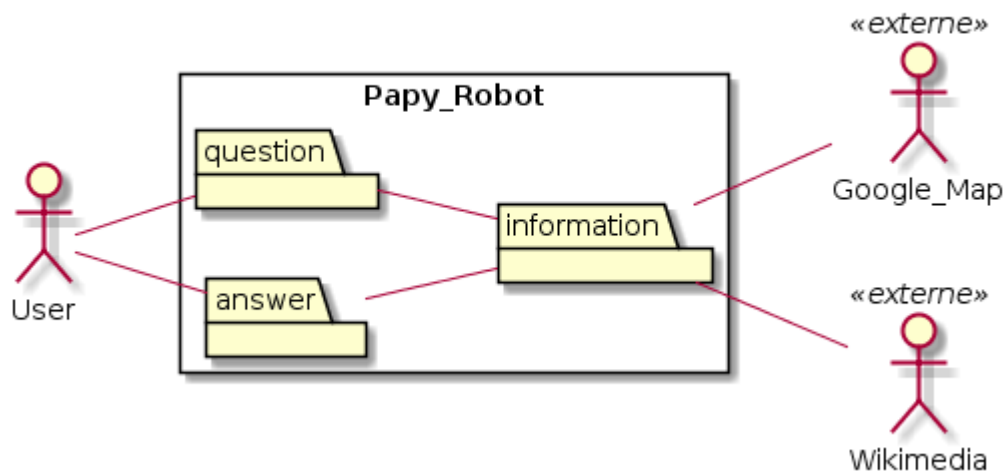 «externe»
Papy_Robot
question
Google_Map
information
User
answer
«externe»
Wikimedia